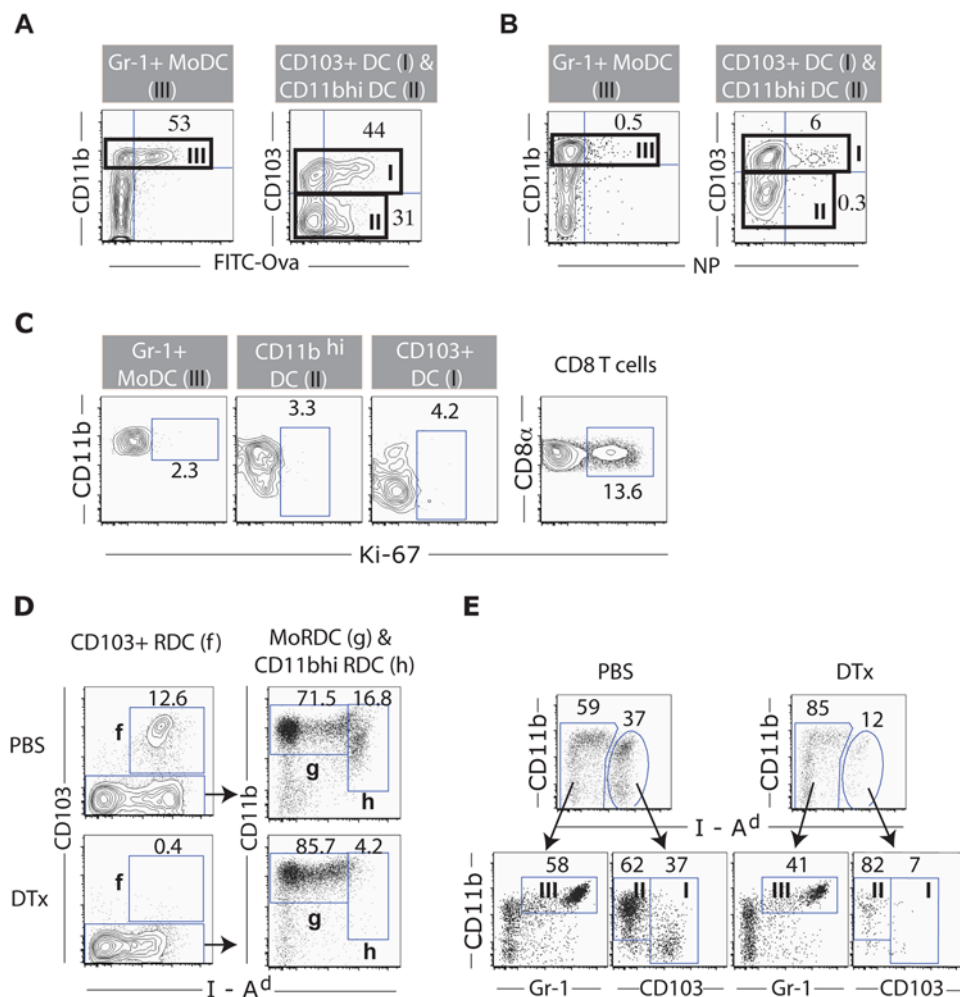 A
Gr-1+ MoDC
(III)
CD103+ DC (I) &
CD11bhi DC (II)
53
44
CD11b
III
CD103
I
II
31
FITC-Ova
B
Gr-1+ MoDC
(III)
CD103+ DC (I) &
CD11bhi DC (II)
0.5
6
CD11b
III
CD103
I
II
0.3
NP
C
Gr-1+
MoDC (III)
CD11b hi
DC (II)
CD103+
DC (I)
CD8 T cells
CD11b
2.3
3.3
4.2
CD8α
13.6
Ki-67
D
CD103+ RDC (f)
MoRDC (g) &
CD11bhi RDC (h)
PBS
12.6
f
71.5
16.8
g
h
CD103
CD11b
DTx
0.4
f
85.7
4.2
g
h
I - Ad
E
PBS
DTx
CD11b
59
37
CD11b
85
12
I - Ad
CD11b
58
III
62
37
II
I
41
III
82
7
II
I
Gr-1
CD103
Gr-1
CD103